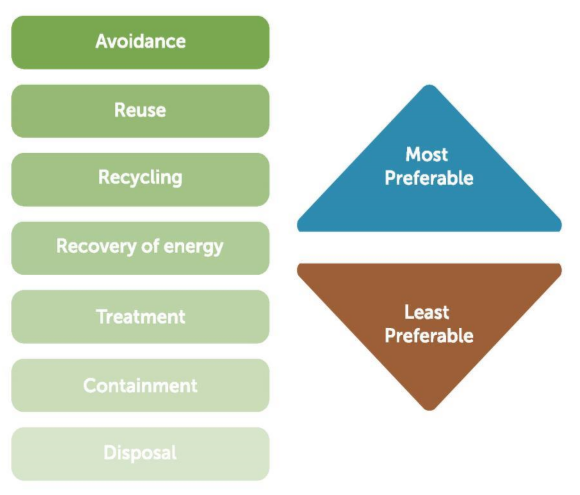 Avoidance
Reuse
Recycling
Recovery of energy
Treatment
Containment
Disposal
Most
Preferable
Least
Preferable